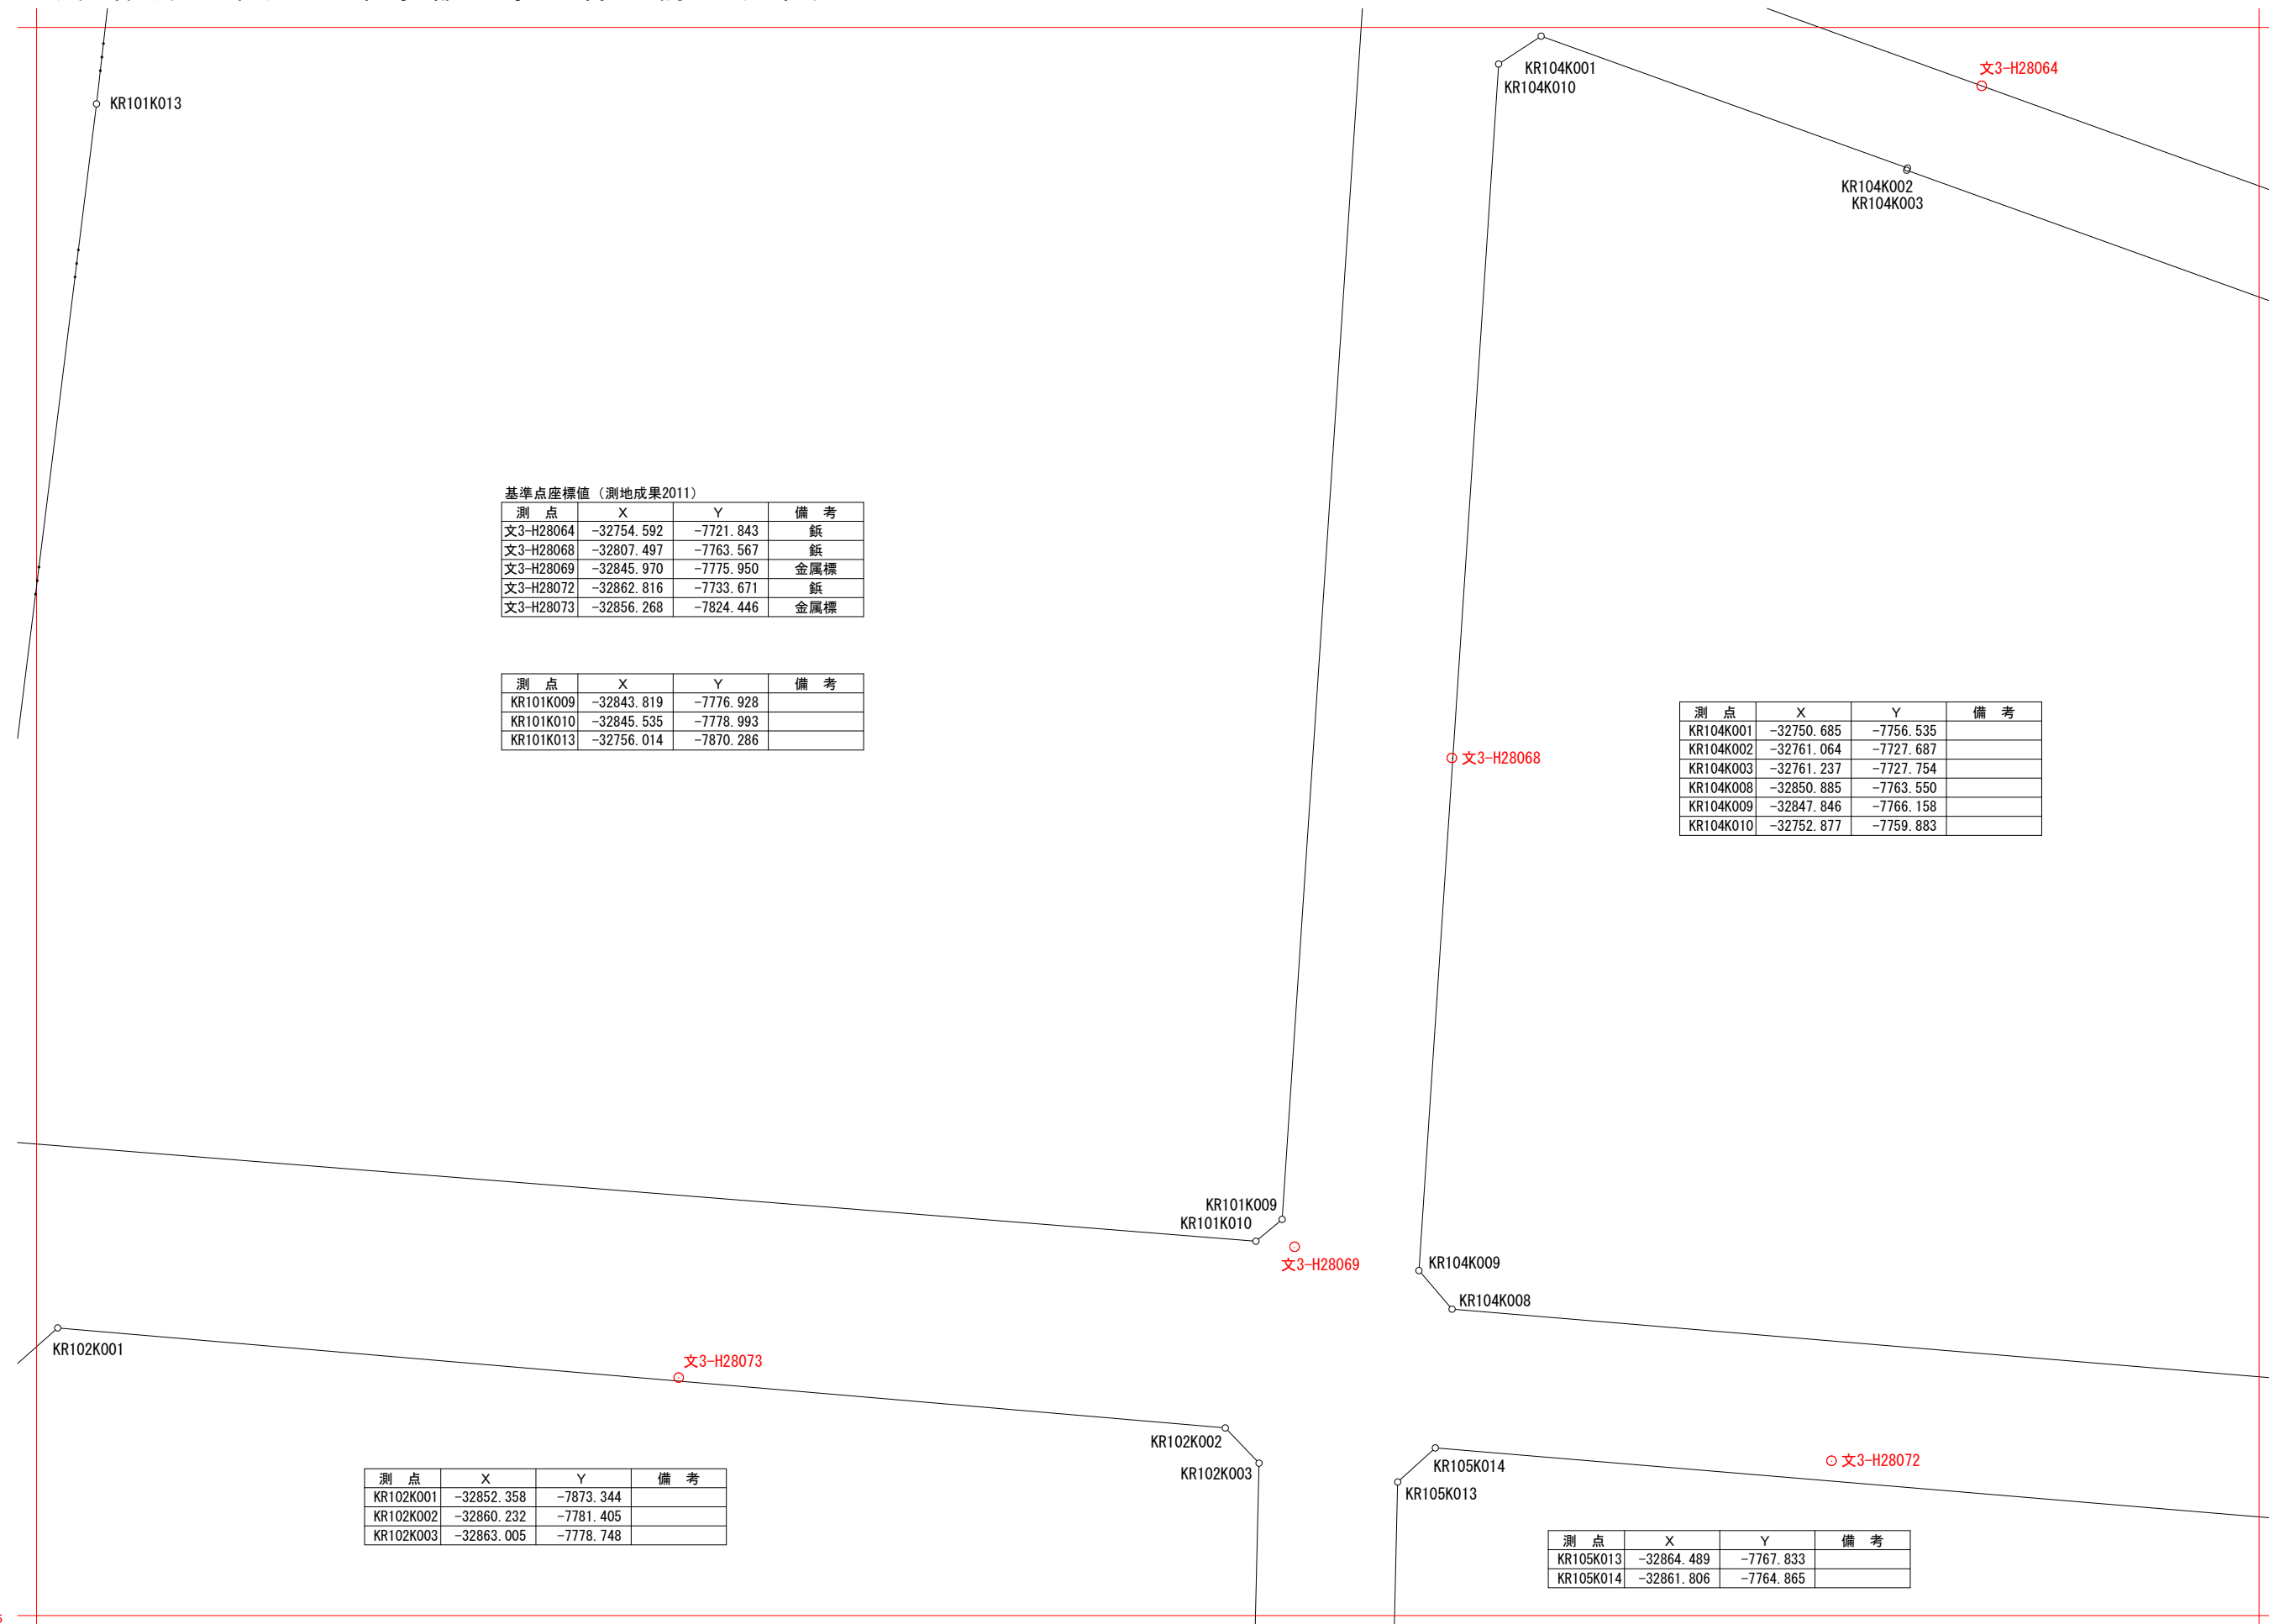 文3-H28064
KR104K001
KR104K010
KR101K013
KR104K002
KR104K003
基準点座標値（測地成果2011）
測 点 X Y 備 考
文3-H28064 -32754.592 -7721.843 鋲
文3-H28068 -32807.497 -7763.567 鋲
文3-H28069 -32845.970 -7775.950 金属標
文3-H28072 -32862.816 -7733.671 鋲
文3-H28073 -32856.268 -7824.446 金属標
測 点 X Y 備 考
KR101K009 -32843.819 -7776.928
KR101K010 -32845.535 -7778.993
KR101K013 -32756.014 -7870.286
文3-H28068
測 点 X Y 備 考
KR104K001 -32750.685 -7756.535
KR104K002 -32761.064 -7727.687
KR104K003 -32761.237 -7727.754
KR104K008 -32850.885 -7763.550
KR104K009 -32847.846 -7766.158
KR104K010 -32752.877 -7759.883
KR101K009
KR101K010
文3-H28069
KR104K009
KR104K008
KR102K001
文3-H28073
KR102K002
KR102K003
KR105K014
KR105K013
文3-H28072
測 点 X Y 備 考
KR102K001 -32852.358 -7873.344
KR102K002 -32860.232 -7781.405
KR102K003 -32863.005 -7778.748
測 点 X Y 備 考
KR105K013 -32864.489 -7767.833
KR105K014 -32861.806 -7764.865